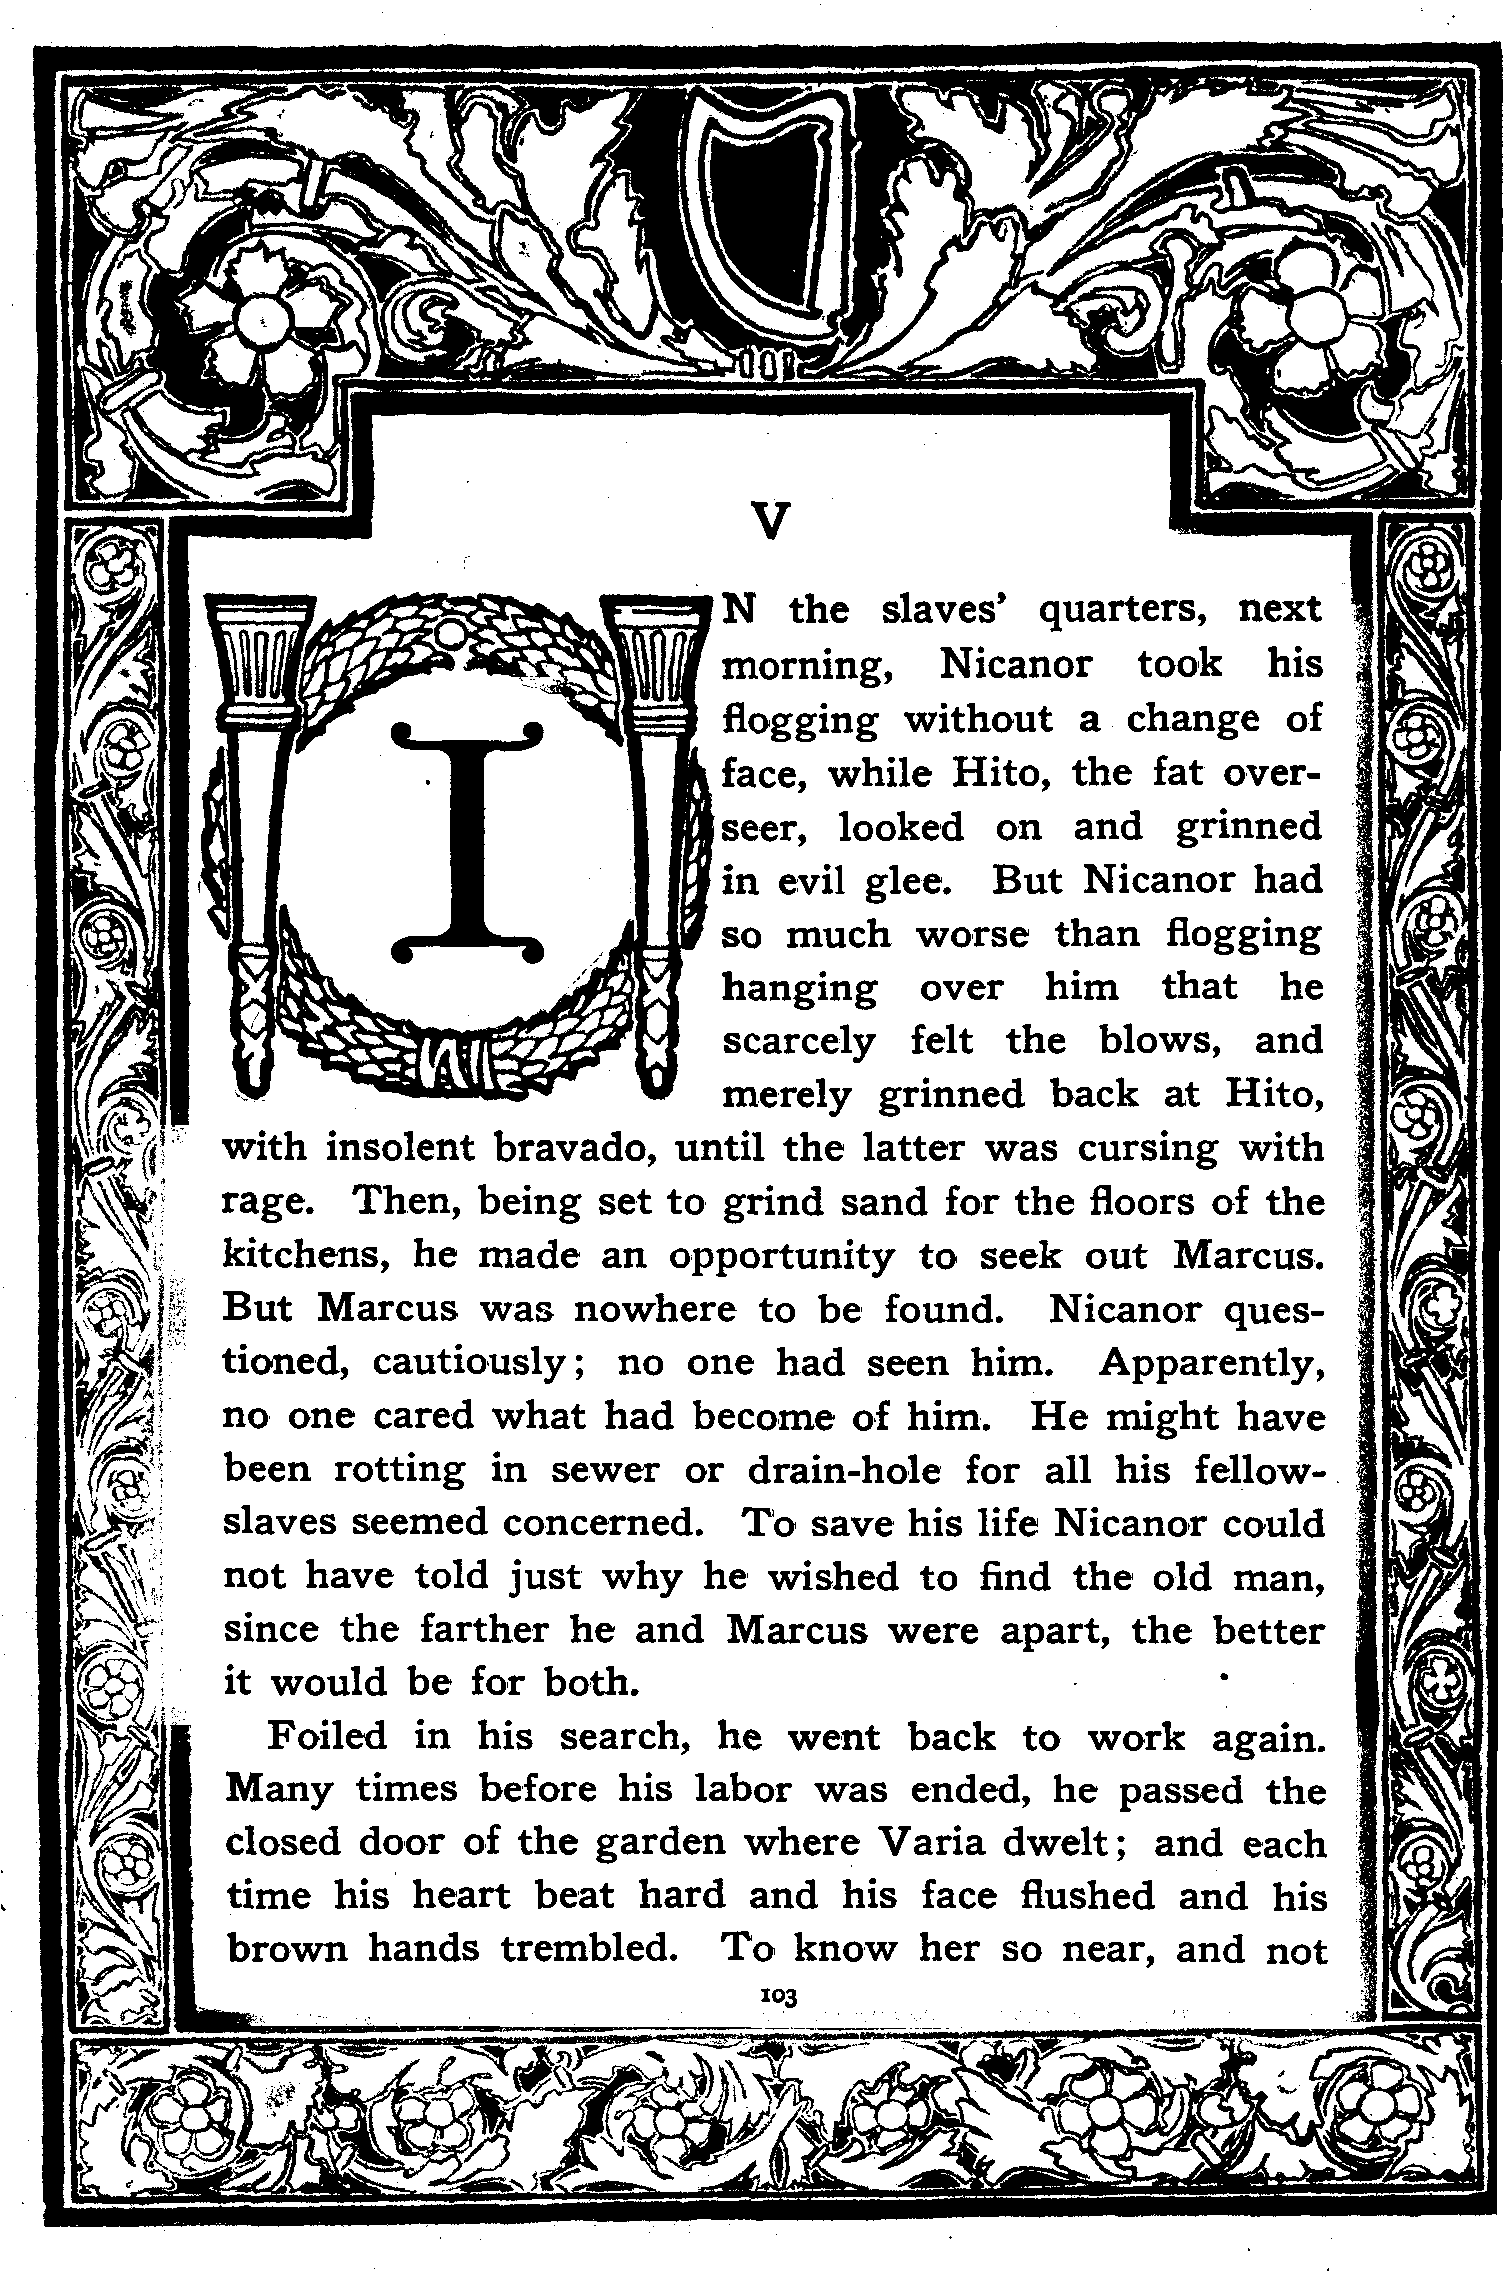 V
IN the slaves’ quarters, next
morning, Nicanor took his
flogging without a change of
face, while Hito, the fat over-
seer, looked on and grinned
in evil glee. But Nicanor had
so much worse than flogging
hanging over him that he
scarcely felt the blows, and
merely grinned back at Hito,
with insolent bravado, until the latter was cursing with
rage. Then, being set to grind sand for the floors of the
kitchens, he made an opportunity to seek out Marcus.
But Marcus was nowhere to be found. Nicanor ques-
tioned, cautiously; no one had seen him. Apparently,
no one cared what had become of him. He might have
been rotting in sewer or drain-hole for all his fellow-
slaves seemed concerned. To save his life Nicanor could
not have told just why he wished to find the old man,
since the farther he and Marcus were apart, the better
it would be for both.
Foiled in his search, he went back to work again.
Many times before his labor was ended, he passed the
closed door of the garden where Varia dwelt; and each
time his heart beat hard and his face flushed and his
brown hands trembled. To know her so near, and not
103